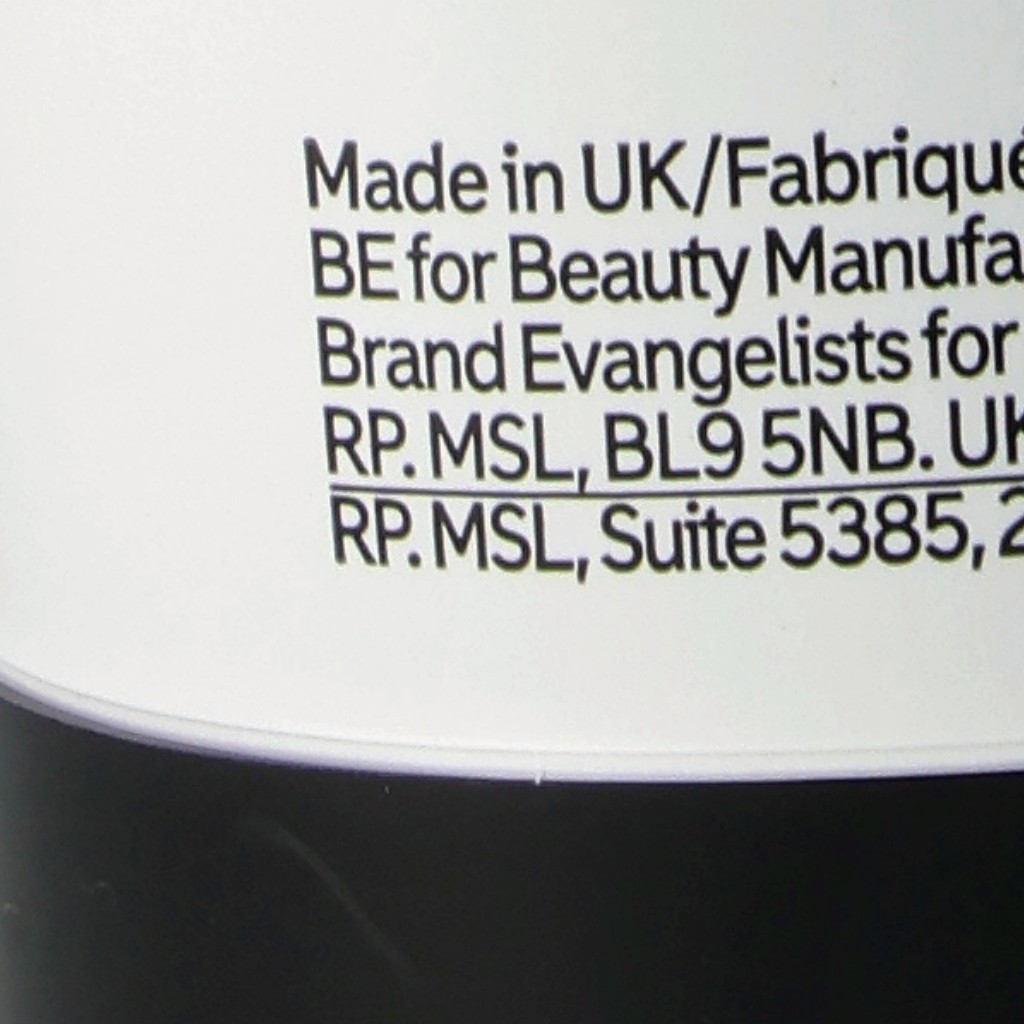 Made in UK/Fabriqué
BE for Beauty Manufa
Brand Evangelists for
RP. MSL, BL9 5NB. UK
RP. MSL, Suite 5385, 2